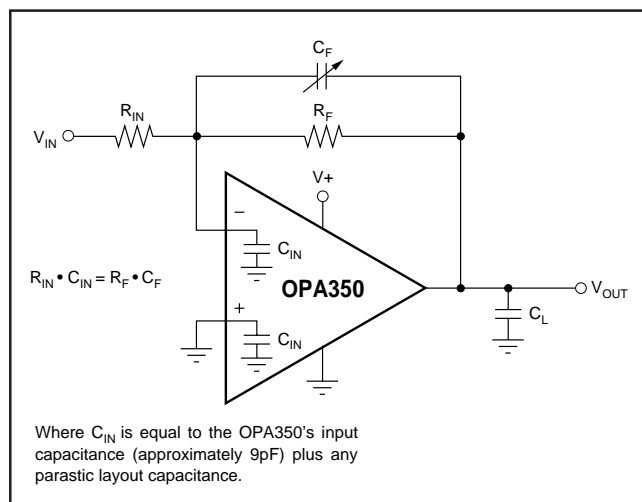 C_F
R_IN
R_F
V_IN
V+
–
C_IN
R_IN • C_IN = R_F • C_F
OPA350
+
C_IN
V_OUT
C_L
Where C_IN is equal to the OPA350's input
capacitance (approximately 9pF) plus any
parastic layout capacitance.